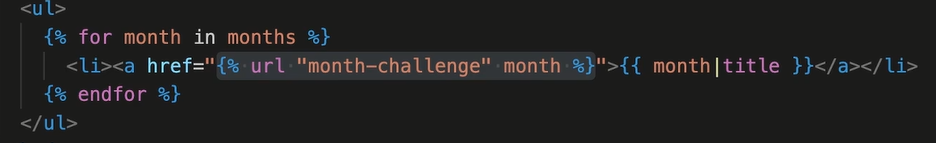 <ul>
{% for month in months %}
<li><a href="{% url "month-challenge" month %}">{{ month|title }}</a></li>
{% endfor %}
</ul>